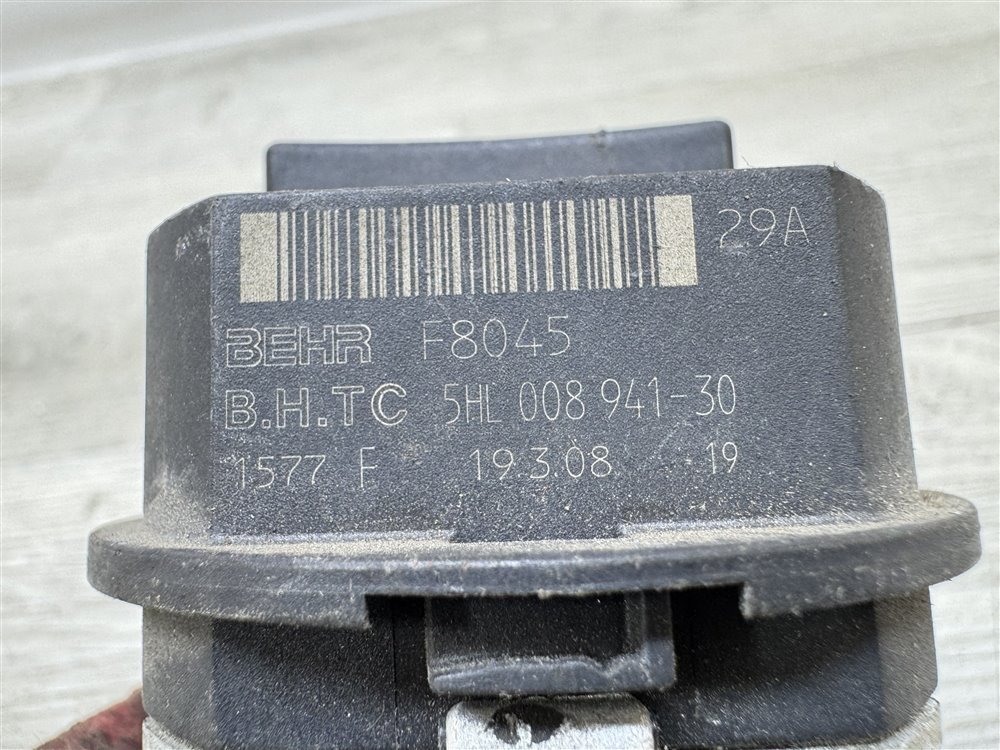 29A
BEHR F8045
B.H.TC 5HL 008 941-30
1577 F 19.3.08 19